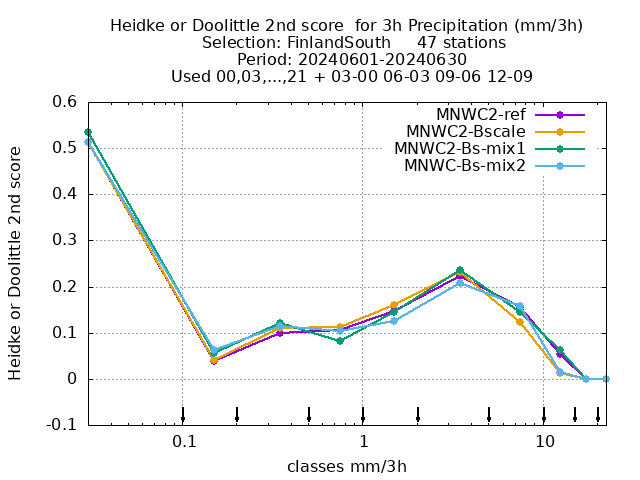 Heidke or Doolittle 2nd score  for 3h Precipitation (mm/3h)
Selection: FinlandSouth     47 stations
Period: 20240601-20240630
Used 00,03,...,21 + 03-00 06-03 09-06 12-09
MNWC2-ref
MNWC2-Bscale
MNWC2-Bs-mix1
MNWC-Bs-mix2
Heidke or Doolittle 2nd score
0.6
0.5
0.4
0.3
0.2
0.1
0
-0.1
0.1 1 10
classes mm/3h